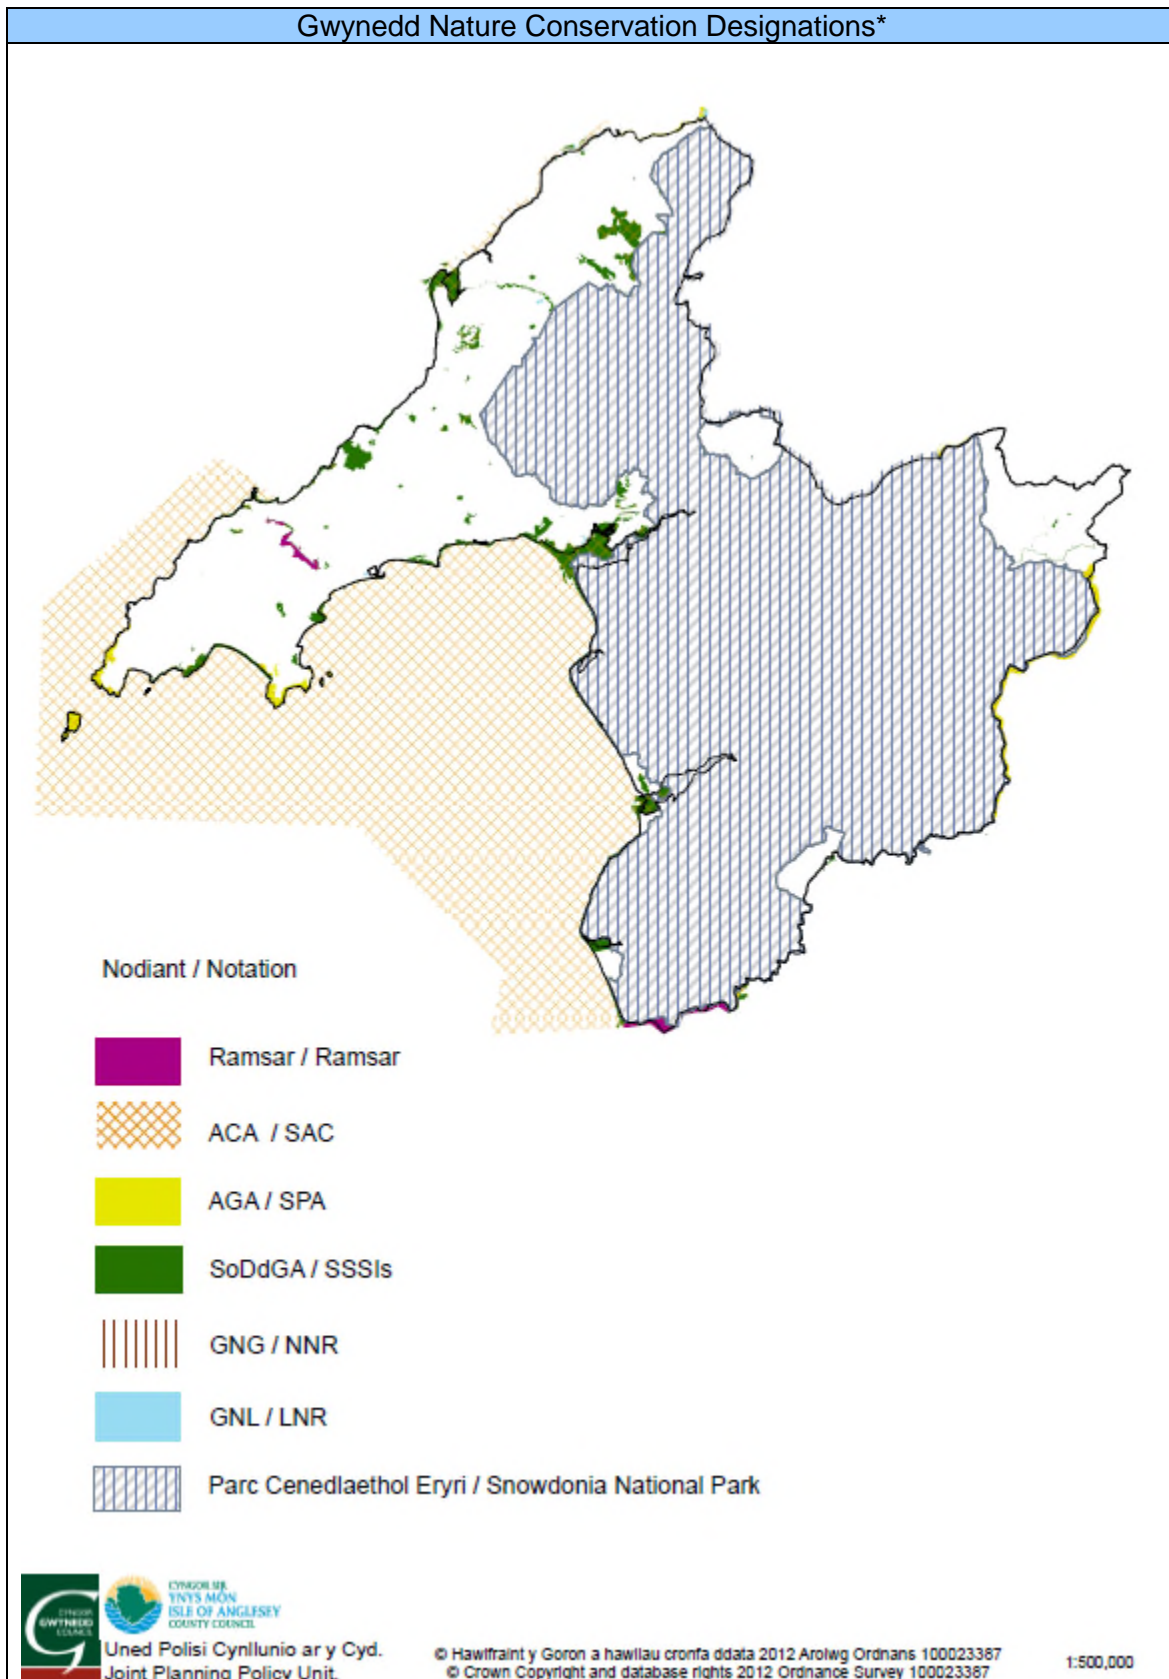 Gwynedd Nature Conservation Designations*
Nodiant / Notation
Ramsar / Ramsar
ACA / SAC
AGA / SPA
SoDdGA / SSSIs
GNG / NNR
GNL / LNR
Parc Cenedlaethol Eryri / Snowdonia National Park
CYNGOR
GWYNEDD
COUNCIL
CYNGOR SIR
YNYS MÔN
ISLE OF ANGLESEY
COUNTY COUNCIL
Uned Polisi Cynllunio ar y Cyd.
Joint Planning Policy Unit.
© Hawlfraint y Goron a hawliau cronfa ddata 2012 Arolwg Ordnans 100023387
© Crown Copyright and database rights 2012 Ordnance Survey 100023387
1:500,000